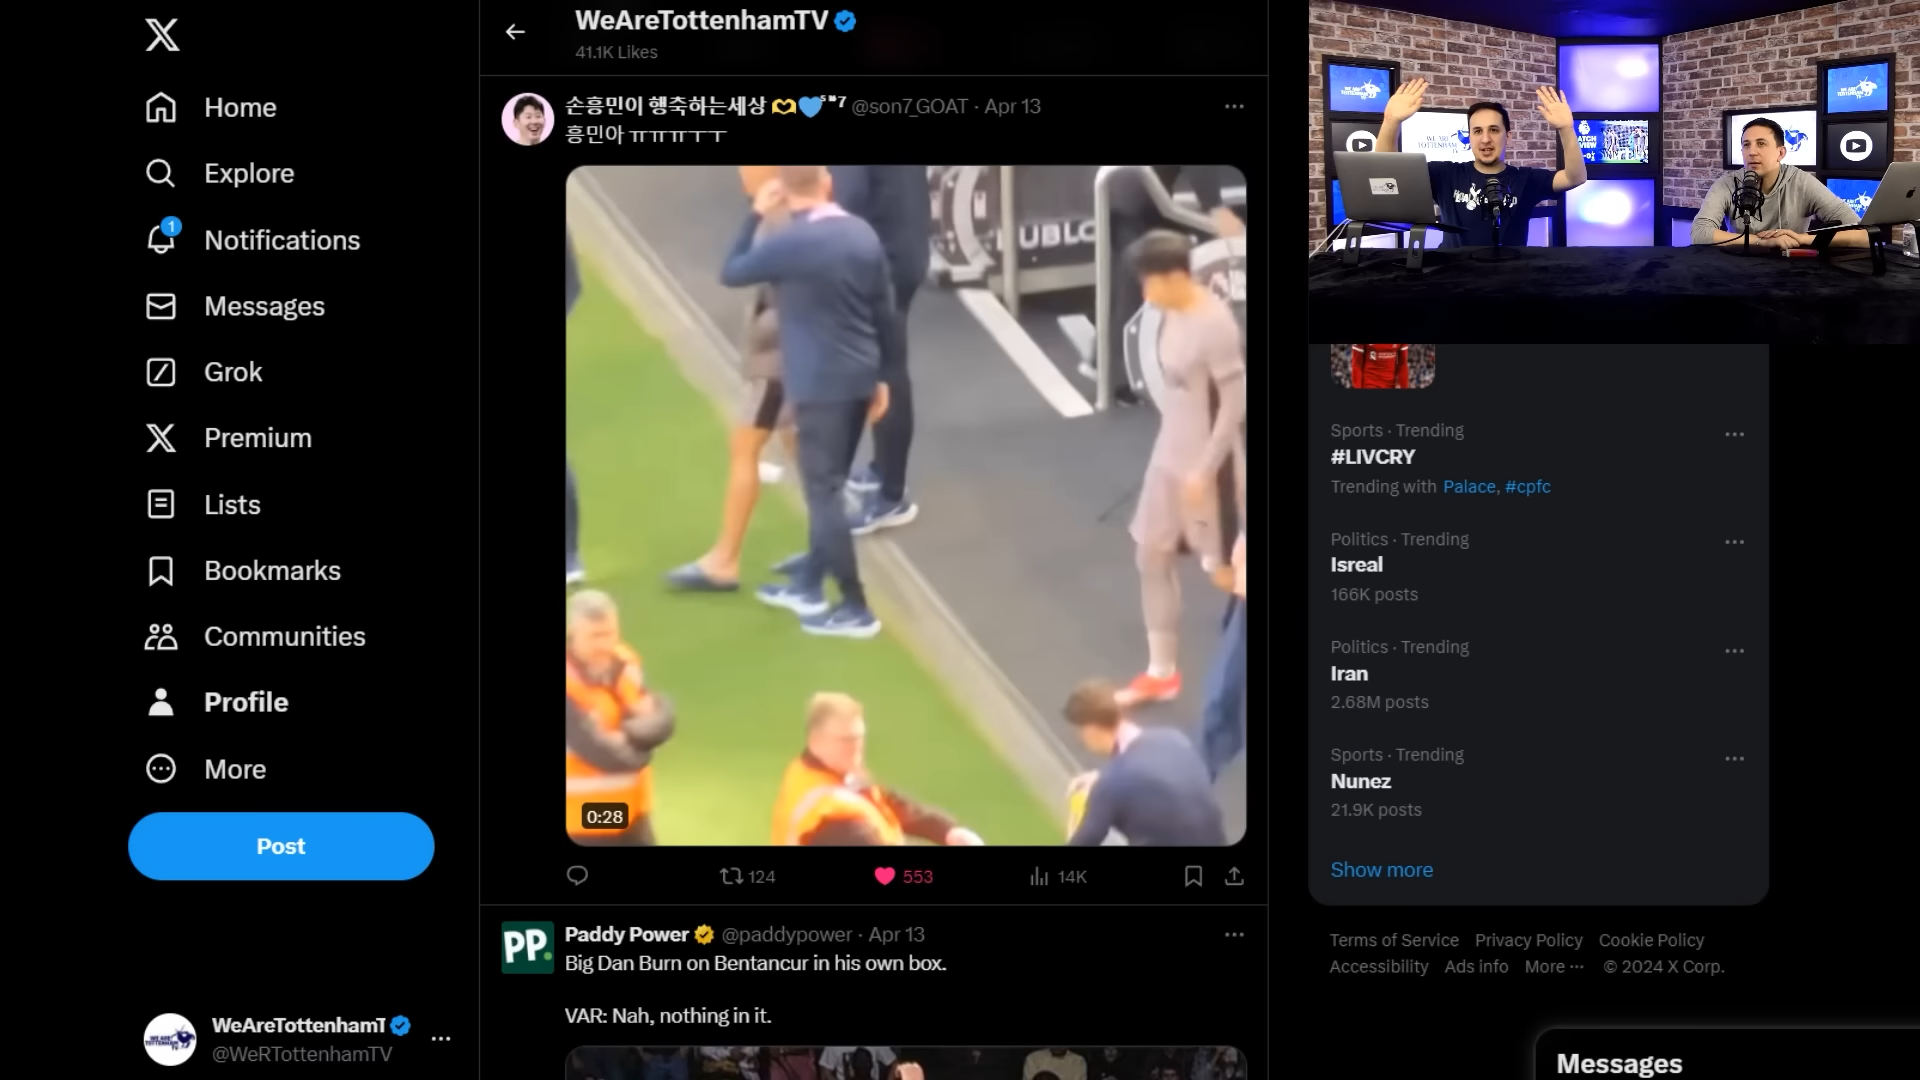 Home
Explore
1
Notifications
Messages
Grok
Premium
Lists
Bookmarks
Communities
Profile
More
Post
WeAreTottenhamT
@WeRTottenhamTV
WeAreTottenhamTV
41.1K Likes
손흥민이 행축하는세상 🫶🩵ˢᵒⁿ7 @son7_GOAT · Apr 13
흥민아 ㅠㅠㅠㅜㅜ
UBLO
0:28
124
553
14K
Paddy Power @paddypower · Apr 13
Big Dan Burn on Bentancur in his own box.
VAR: Nah, nothing in it.
PP.
Sports · Trending
#LIVCRY
Trending with Palace, #cpfc
Politics · Trending
Isreal
166K posts
Politics · Trending
Iran
2.68M posts
Sports · Trending
Nunez
21.9K posts
Show more
Terms of Service Privacy Policy Cookie Policy
Accessibility Ads info More ··· © 2024 X Corp.
Messages